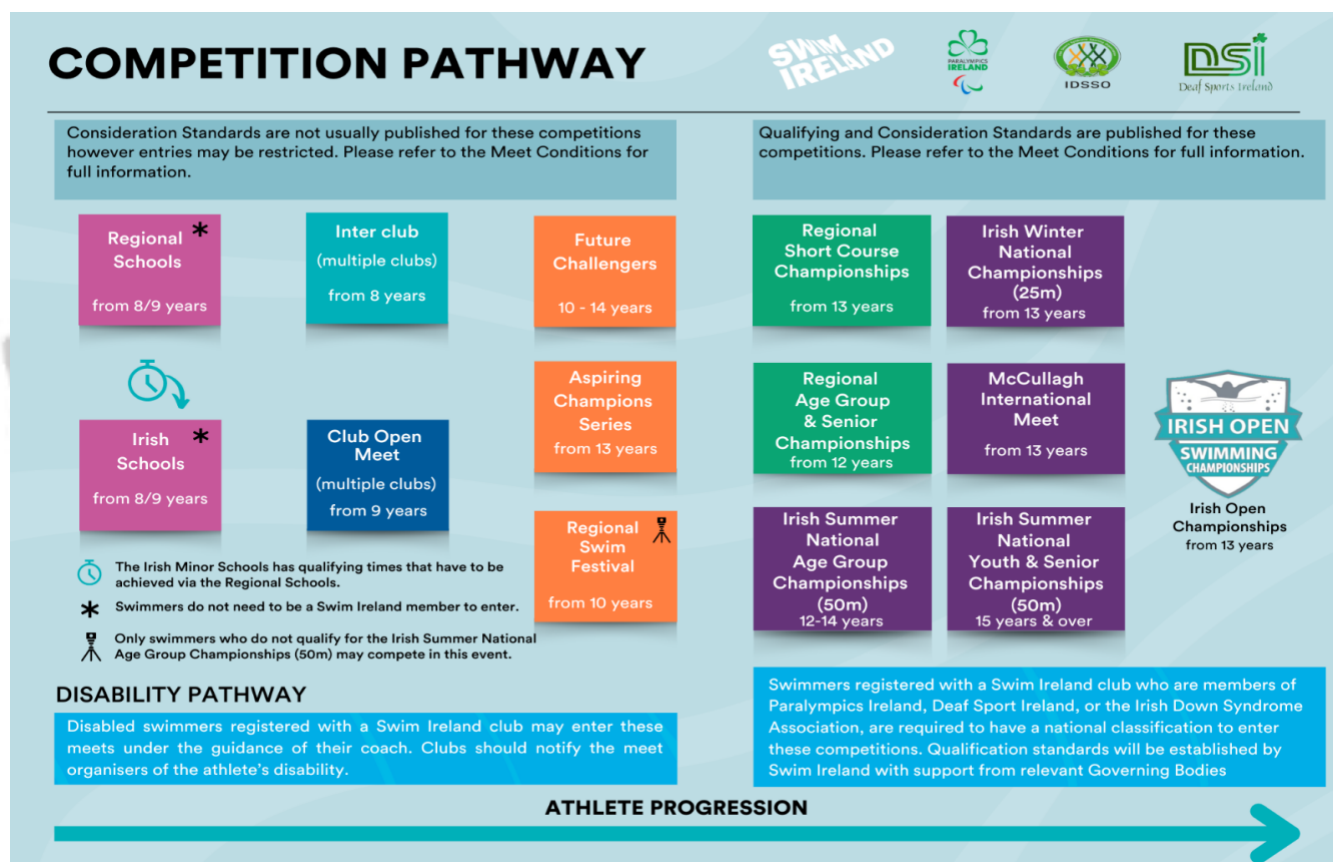 COMPETITION PATHWAY
SWIM
IRELAND
PARALYMPICS
IRELAND
IDSSO
DSi
Deaf Sports Ireland
Consideration Standards are not usually published for these competitions
however entries may be restricted. Please refer to the Meet Conditions for
full information.
Qualifying and Consideration Standards are published for these
competitions. Please refer to the Meet Conditions for full information.
Regional *
Schools
from 8/9 years
Inter club
(multiple clubs)
from 8 years
Future
Challengers
10 - 14 years
Regional
Short Course
Championships
from 13 years
Irish Winter
National
Championships
(25m)
from 13 years
Aspiring
Champions
Series
from 13 years
Regional
Age Group
& Senior
Championships
from 12 years
McCullagh
International
Meet
from 13 years
IRISH OPEN
SWIMMING
CHAMPIONSHIPS
Irish Open
Championships
from 13 years
Irish *
Schools
from 8/9 years
Club Open
Meet
(multiple clubs)
from 9 years
Regional
Swim
Festival
from 10 years
Irish Summer
National
Age Group
Championships
(50m)
12-14 years
Irish Summer
National
Youth & Senior
Championships
(50m)
15 years & over
The Irish Minor Schools has qualifying times that have to be
achieved via the Regional Schools.
* Swimmers do not need to be a Swim Ireland member to enter.
Only swimmers who do not qualify for the Irish Summer National
Age Group Championships (50m) may compete in this event.
DISABILITY PATHWAY
Disabled swimmers registered with a Swim Ireland club may enter these
meets under the guidance of their coach. Clubs should notify the meet
organisers of the athlete's disability.
Swimmers registered with a Swim Ireland club who are members of
Paralympics Ireland, Deaf Sport Ireland, or the Irish Down Syndrome
Association, are required to have a national classification to enter
these competitions. Qualification standards will be established by
Swim Ireland with support from relevant Governing Bodies
ATHLETE PROGRESSION